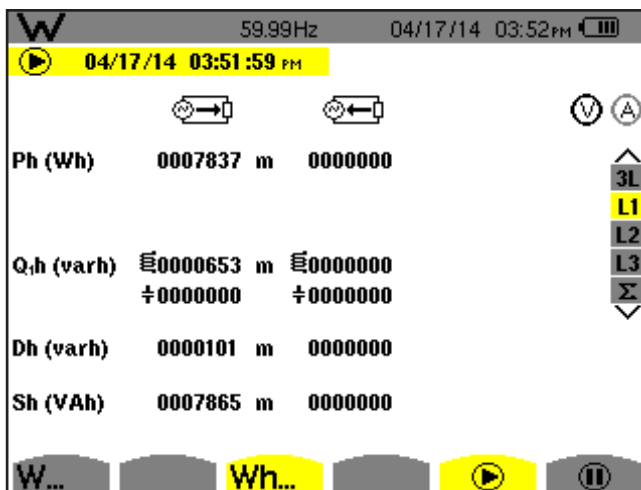 W 59.99Hz 04/17/14 03:52PM
04/17/14 03:51:59 PM
V A
Ph (Wh) 0007837 m 0000000
3L
L1
L2
Q₁h (varh) 0000653 m 0000000
L3
0000000 0000000
Σ
Dh (varh) 0000101 m 0000000
Sh (VAh) 0007865 m 0000000
W... Wh...